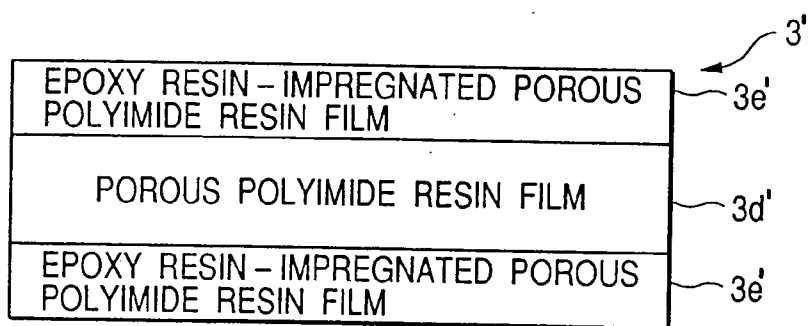 3'
EPOXY RESIN–IMPREGNATED POROUS
POLYIMIDE RESIN FILM
3e'
POROUS POLYIMIDE RESIN FILM
3d'
EPOXY RESIN–IMPREGNATED POROUS
POLYIMIDE RESIN FILM
3e'